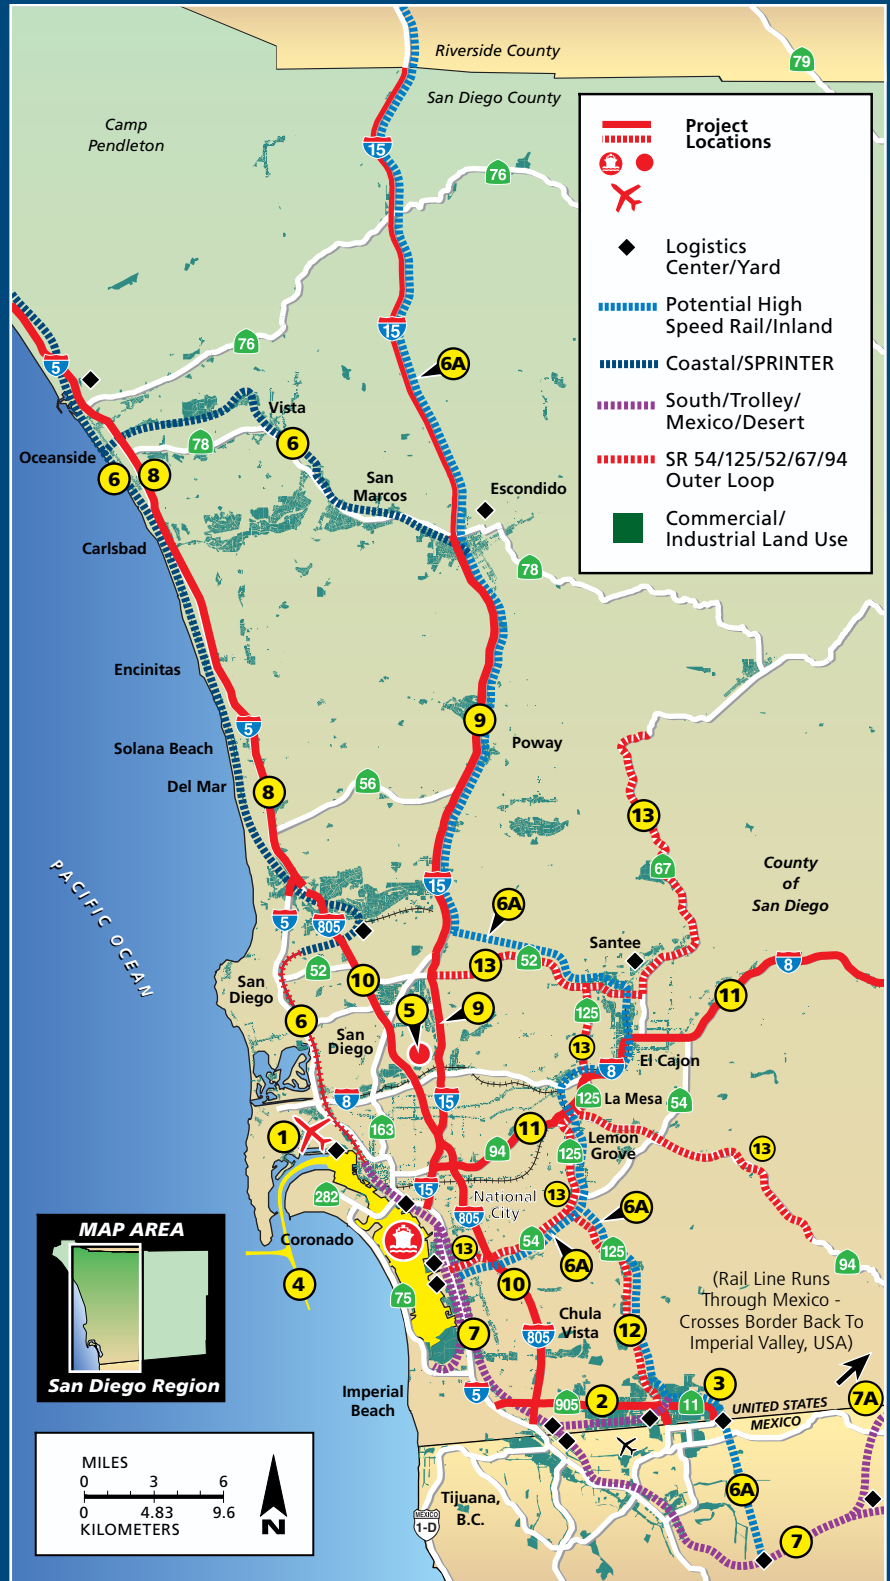 Riverside County
79
San Diego County
Camp
Pendleton
15
76
Project
Locations
Logistics
Center/Yard
Potential High
Speed Rail/Inland
Coastal/SPRINTER
South/Trolley/
Mexico/Desert
SR 54/125/52/67/94
Outer Loop
Commercial/
Industrial Land Use
15
76
5
6A
Vista
78
6
Oceanside
6
8
San
Marcos
Escondido
Carlsbad
78
Encinitas
9
5
Solana Beach
Poway
Del Mar
8
56
13
67
County
of
San Diego
PACIFIC OCEAN
15
6A
5
805
Santee
13
52
8
San
Diego
52
10
11
5
9
125
6
San
Diego
13
El Cajon
8
8
15
125
La Mesa
54
1
163
11
94
Lemon
Grove
125
13
282
15
National
City
13
6A
805
MAP AREA
San Diego Region
Coronado
13
54
125
94
4
75
10
6A
(Rail Line Runs
Through Mexico -
Crosses Border Back To
Imperial Valley, USA)
Chula
Vista
7
805
12
Imperial
Beach
5
905
2
11
3
7A
UNITED STATES
MEXICO
MILES
0 3 6
0 4.83 9.6
KILOMETERS
N
Tijuana,
B.C.
MEXICO
1-D
6A
7